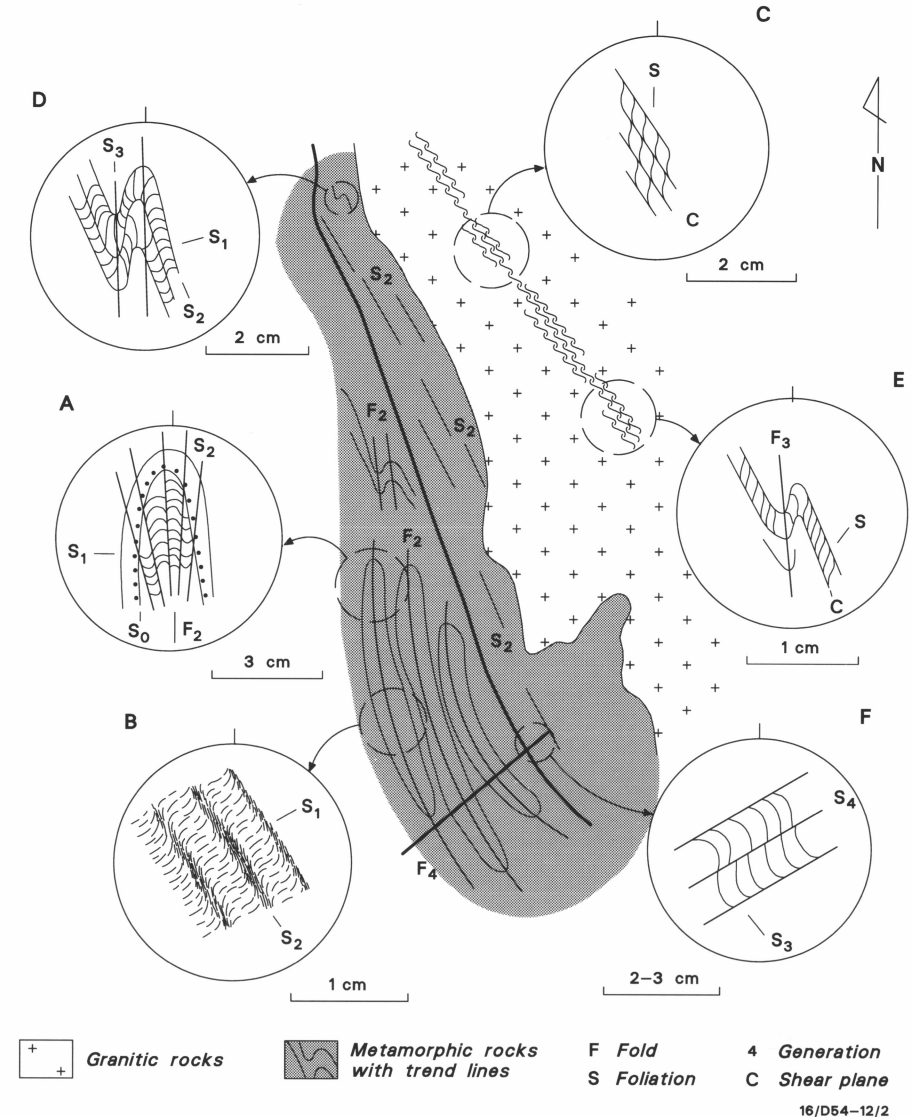 C
D
S
S3
N
C
S1
S2
S2
2 cm
2 cm
E
A
F2
S2
F3
S2
F2
S1
S
C
S0
F2
S2
3 cm
1 cm
B
F
S1
S4
F4
S3
S2
1 cm
2–3 cm
Granitic rocks
Metamorphic rocks
with trend lines
F Fold
S Foliation
4 Generation
C Shear plane
16/D54–12/2